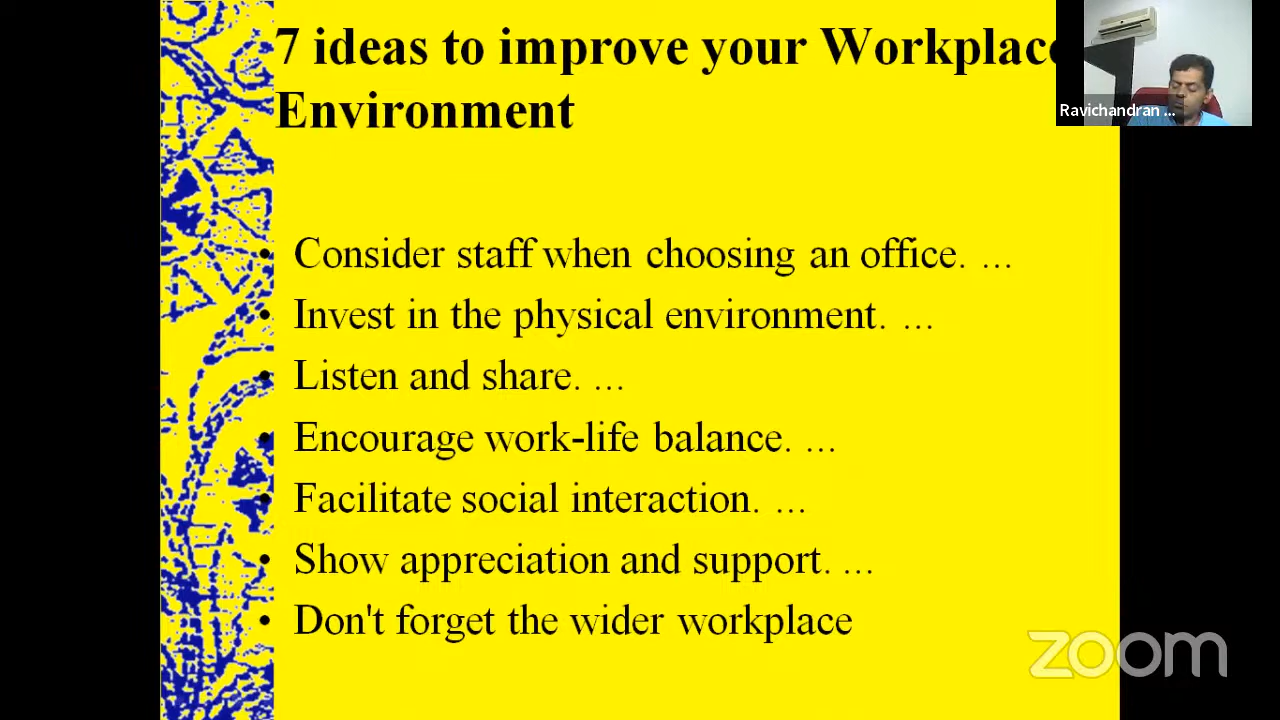 7 ideas to improve your Workplac
Environment
Ravichandran ...
• Consider staff when choosing an office. ...
• Invest in the physical environment. ...
• Listen and share. ...
• Encourage work-life balance. ...
• Facilitate social interaction. ...
• Show appreciation and support. ...
• Don't forget the wider workplace
zoom